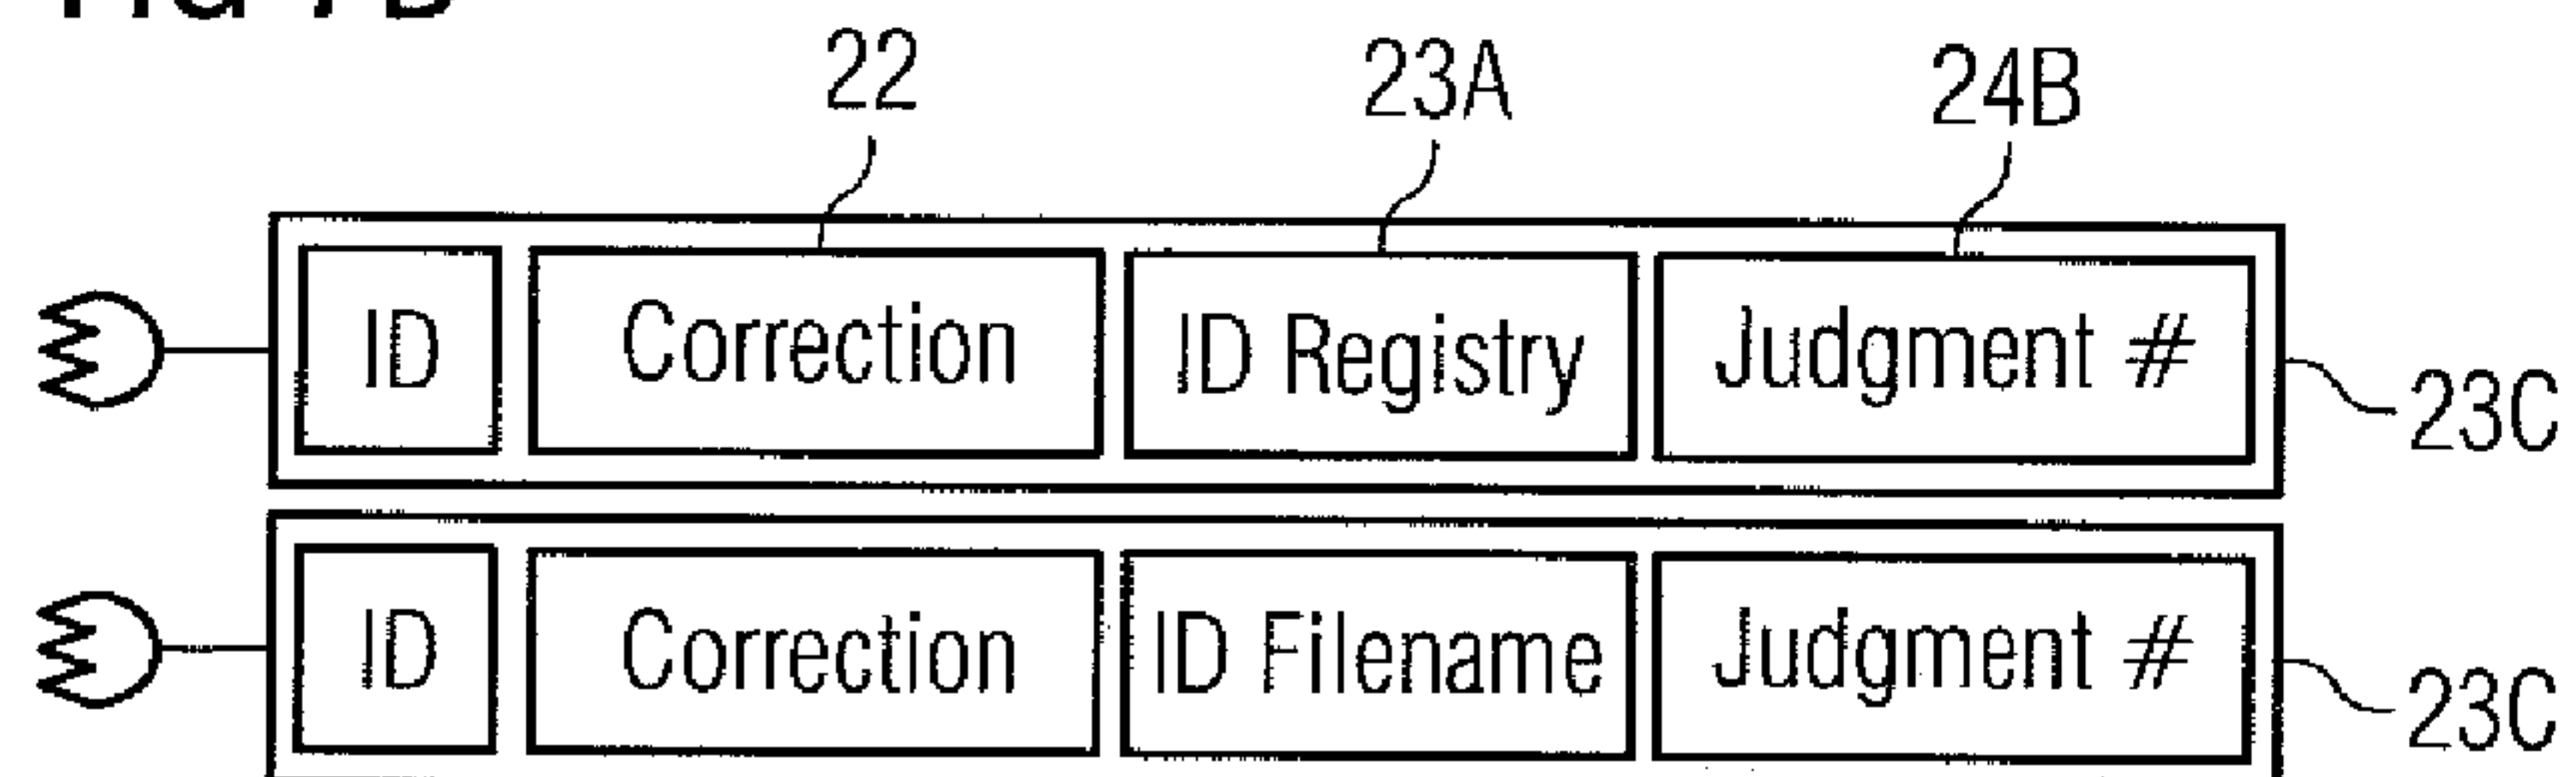 22 23A 24B
ID Correction ID Registry Judgment # 23C
ID Correction ID Filename Judgment # 23C